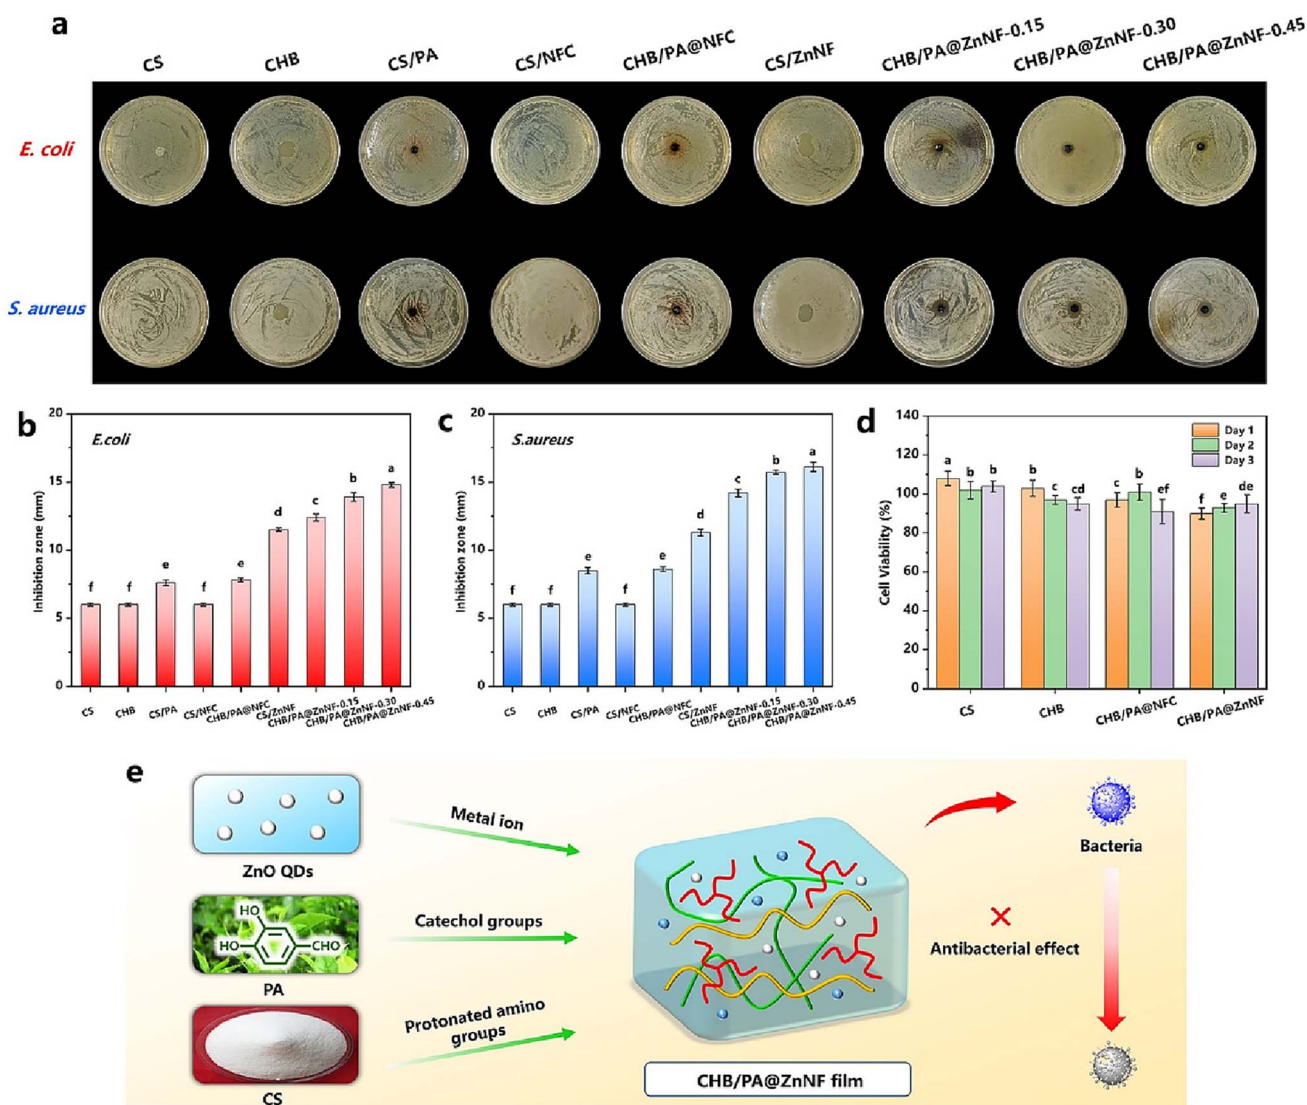 a
CS
CHB
CS/PA
CS/NFC
CHB/PA@NFC
CS/ZnNF
CHB/PA@ZnNF-0.15
CHB/PA@ZnNF-0.30
CHB/PA@ZnNF-0.45
E. coli
S. aureus
b
E.coli
Inhibition zone (mm)
20
15
10
5
0
f
f
e
f
e
d
c
b
a
CS
CHB
CS/PA
CS/NFC
CHB/PA@NFC
CS/ZnNF
CHB/PA@ZnNF-0.15
CHB/PA@ZnNF-0.30
CHB/PA@ZnNF-0.45
c
S.aureus
Inhibition zone (mm)
20
15
10
5
0
f
f
e
f
e
d
c
b
a
CS
CHB
CS/PA
CS/NFC
CHB/PA@NFC
CS/ZnNF
CHB/PA@ZnNF-0.15
CHB/PA@ZnNF-0.30
CHB/PA@ZnNF-0.45
d
Cell Viability (%)
140
120
100
80
60
40
20
0
Day 1
Day 2
Day 3
a
b
b
b
c
cd
c
b
ef
f
e
de
CS
CHB
CHB/PA@NFC
CHB/PA@ZnNF
e
ZnO QDs
Metal ion
HO
HO
CHO
PA
Catechol groups
CS
Protonated amino
groups
CHB/PA@ZnNF film
Bacteria
Antibacterial effect